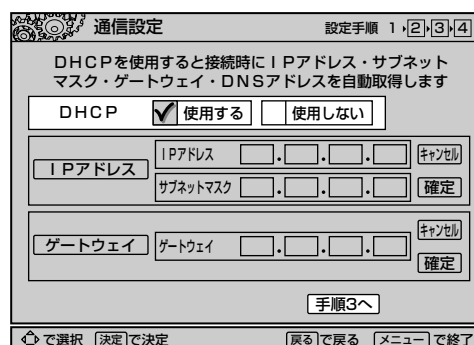 通信設定
設定手順 1 2 3 4
DHCPを使用すると接続時にIPアドレス・サブネット
マスク・ゲートウェイ・DNSアドレスを自動取得します
DHCP 使用する 使用しない
IPアドレス
IPアドレス . . . キャンセル
サブネットマスク . . . 確定
ゲートウェイ
ゲートウェイ . . . キャンセル
確定
手順3へ
で選択 決定で決定 戻るで戻る メニューで終了